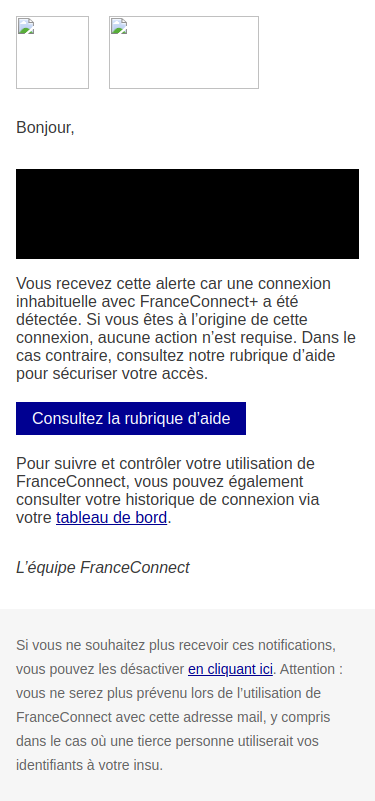 Bonjour,
Vous recevez cette alerte car une connexion
inhabituelle avec FranceConnect+ a été
détectée. Si vous êtes à l’origine de cette
connexion, aucune action n’est requise. Dans le
cas contraire, consultez notre rubrique d’aide
pour sécuriser votre accès.
Consultez la rubrique d’aide
Pour suivre et contrôler votre utilisation de
FranceConnect, vous pouvez également
consulter votre historique de connexion via
votre tableau de bord.
L’équipe FranceConnect
Si vous ne souhaitez plus recevoir ces notifications,
vous pouvez les désactiver en cliquant ici. Attention :
vous ne serez plus prévenu lors de l’utilisation de
FranceConnect avec cette adresse mail, y compris
dans le cas où une tierce personne utiliserait vos
identifiants à votre insu.